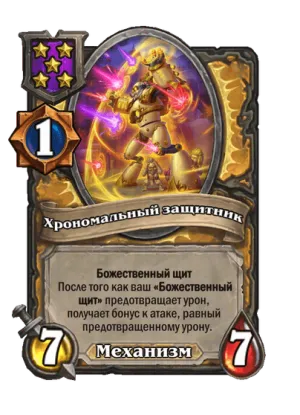 1
Хрономальный защитник
Божественный щит
После того как ваш «Божественный
щит» предотвращает урон,
получает бонус к атаке, равный
предотвращенному урону.
7
Механизм
7